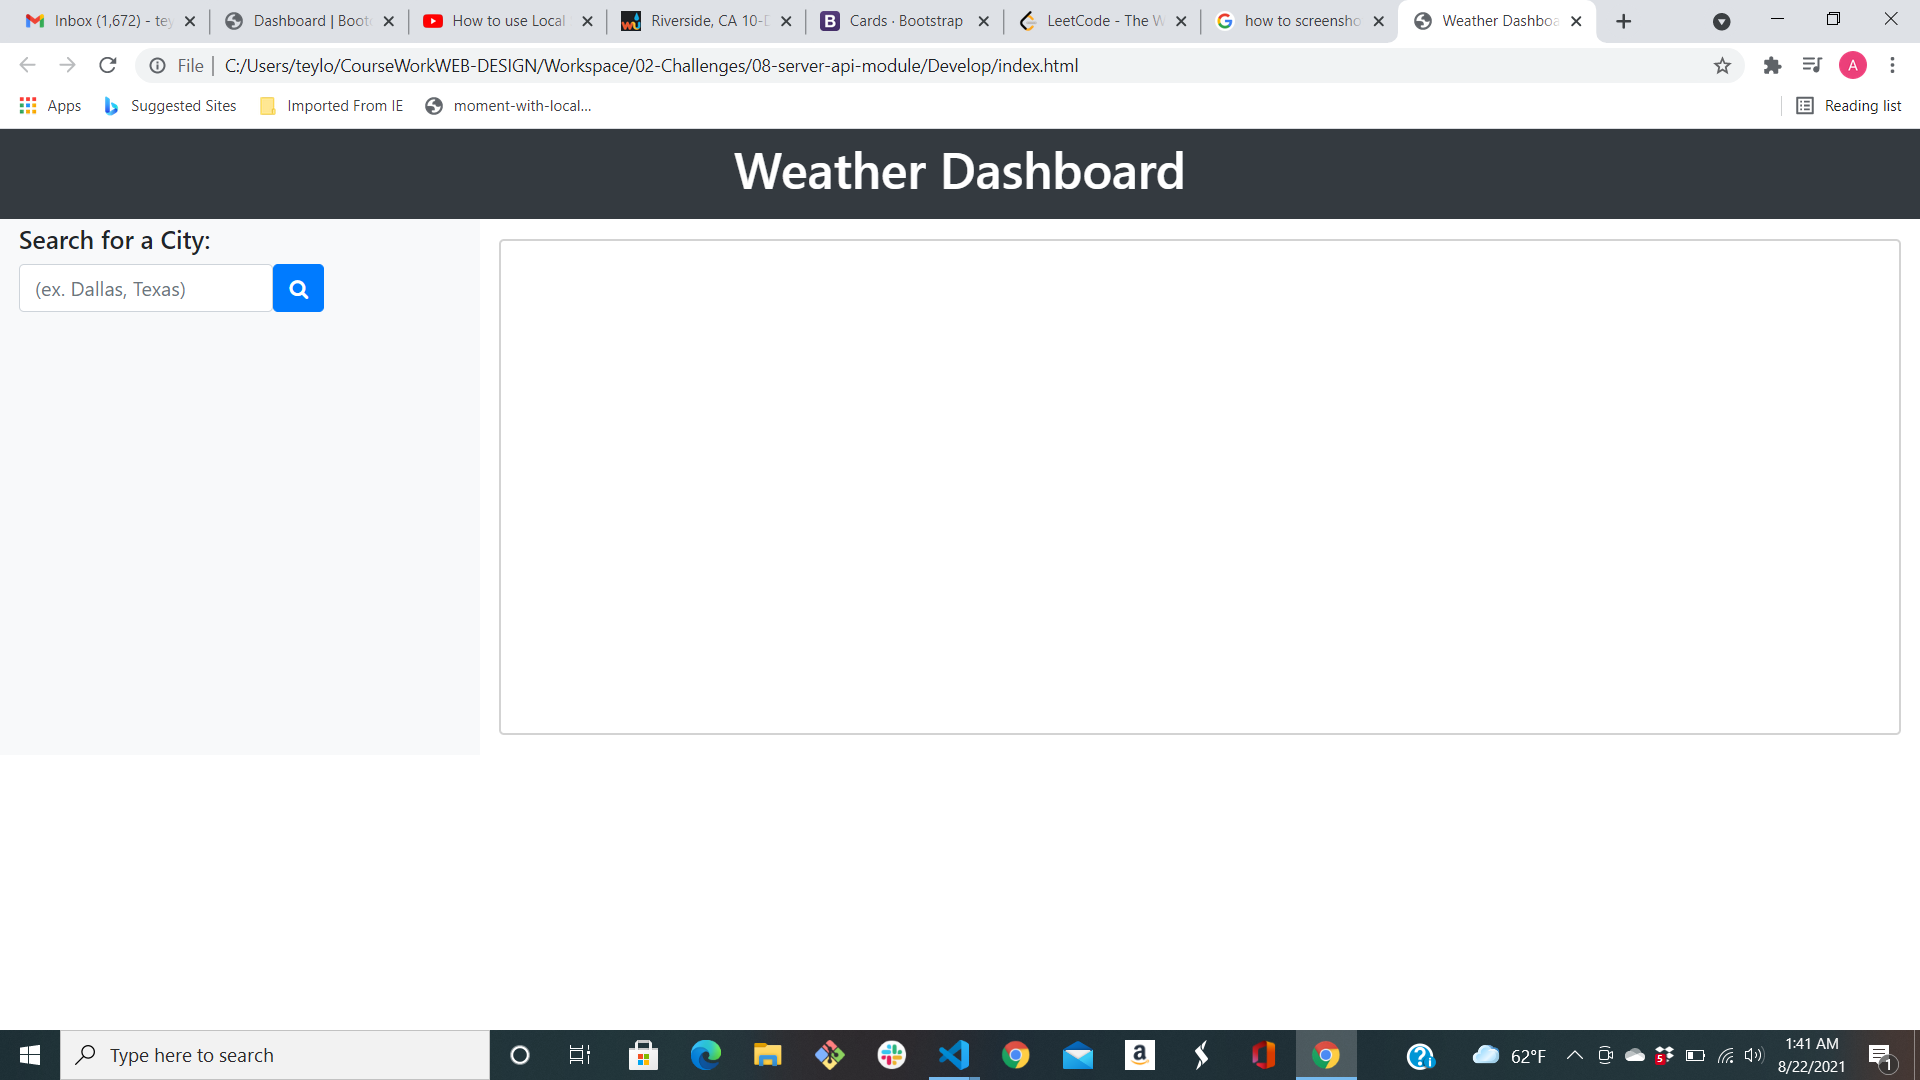 Inbox (1,672) - tey
Dashboard | Boot
How to use Local
Riverside, CA 10-D
Cards · Bootstrap
LeetCode - The W
how to screensho
Weather Dashboa
File
C:/Users/teylo/CourseWorkWEB-DESIGN/Workspace/02-Challenges/08-server-api-module/Develop/index.html
A
Apps
Suggested Sites
Imported From IE
moment-with-local...
Reading list
Weather Dashboard
Search for a City:
(ex. Dallas, Texas)
Type here to search
62°F
5
1:41 AM
8/22/2021
1